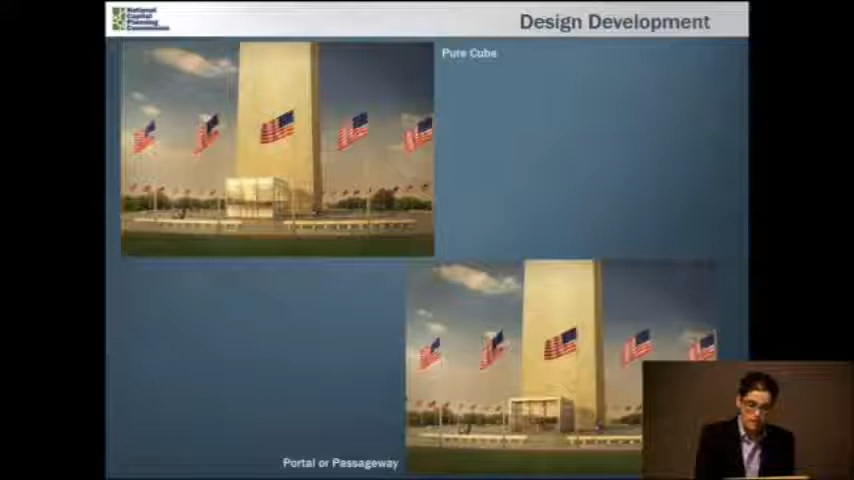 National
Capital
Planning
Commission
Design Development
Pure Cube
Portal or Passageway